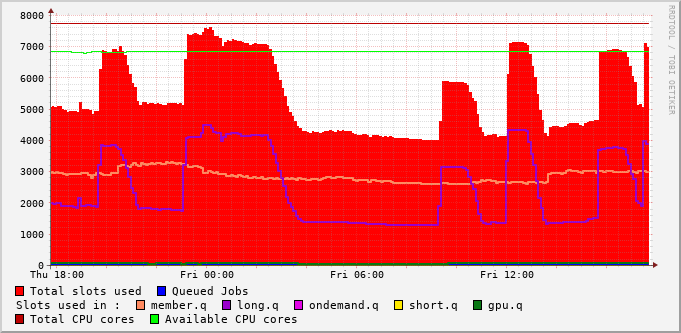 8000
7000
6000
5000
4000
3000
2000
1000
0
Thu 18:00 Fri 00:00 Fri 06:00 Fri 12:00
RRDTOOL / TOBI OETIKER
Total slots used Queued Jobs
Slots used in : member.q long.q ondemand.q short.q gpu.q
Total CPU cores Available CPU cores